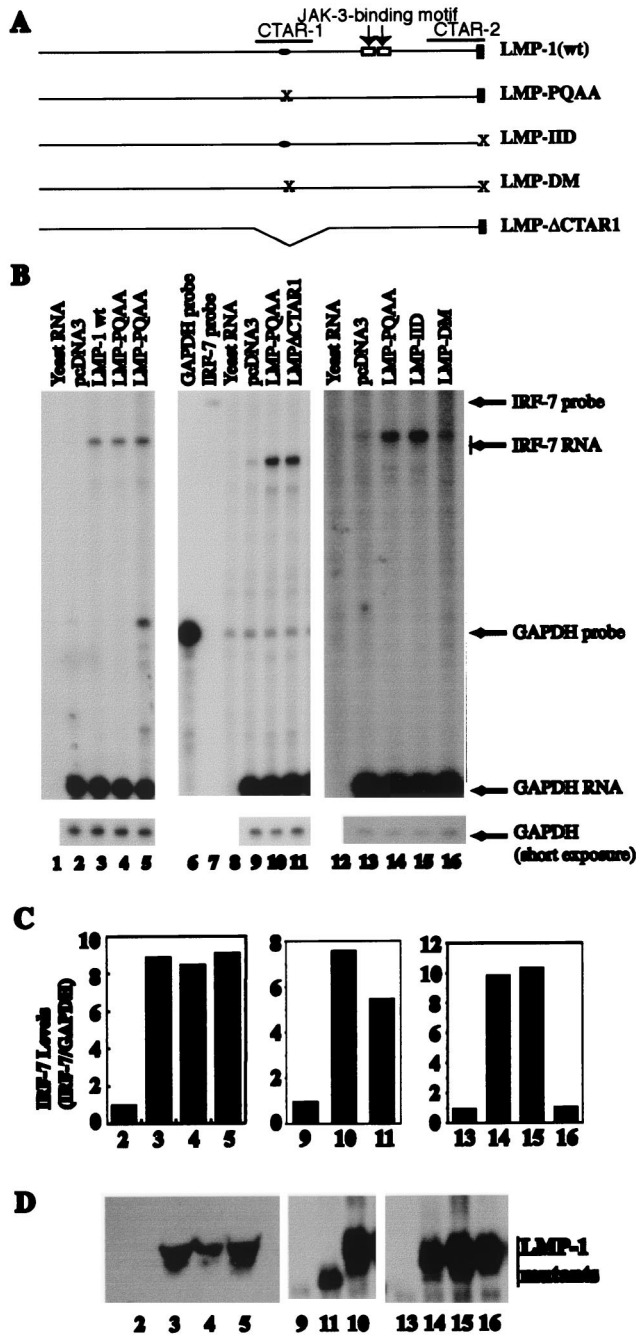 A
JAK-3-binding motif
CTAR-1
CTAR-2
LMP-1(wt)
LMP-PQAA
x
LMP-IID
x
LMP-DM
x x
LMP-ΔCTAR1
B
Yeast RNA
pcDNA3
LMP-1 wt
LMP-PQAA
LMP-PQAA
GAPDH probe
IRF-7 probe
Yeast RNA
pcDNA3
LMP-PQAA
LMPΔCTAR1
Yeast RNA
pcDNA3
LMP-PQAA
LMP-IID
LMP-DM
IRF-7 probe
IRF-7 RNA
GAPDH probe
GAPDH RNA
GAPDH
(short exposure)
1 2 3 4 5 6 7 8 9 10 11 12 13 14 15 16
C
IRF-7 Levels
(IRF-7/GAPDH)
10
8
6
4
2
0
2 3 4 5
8
6
4
2
0
9 10 11
12
10
8
6
4
2
0
13 14 15 16
D
LMP-1
mutants
2 3 4 5 9 11 10 13 14 15 16